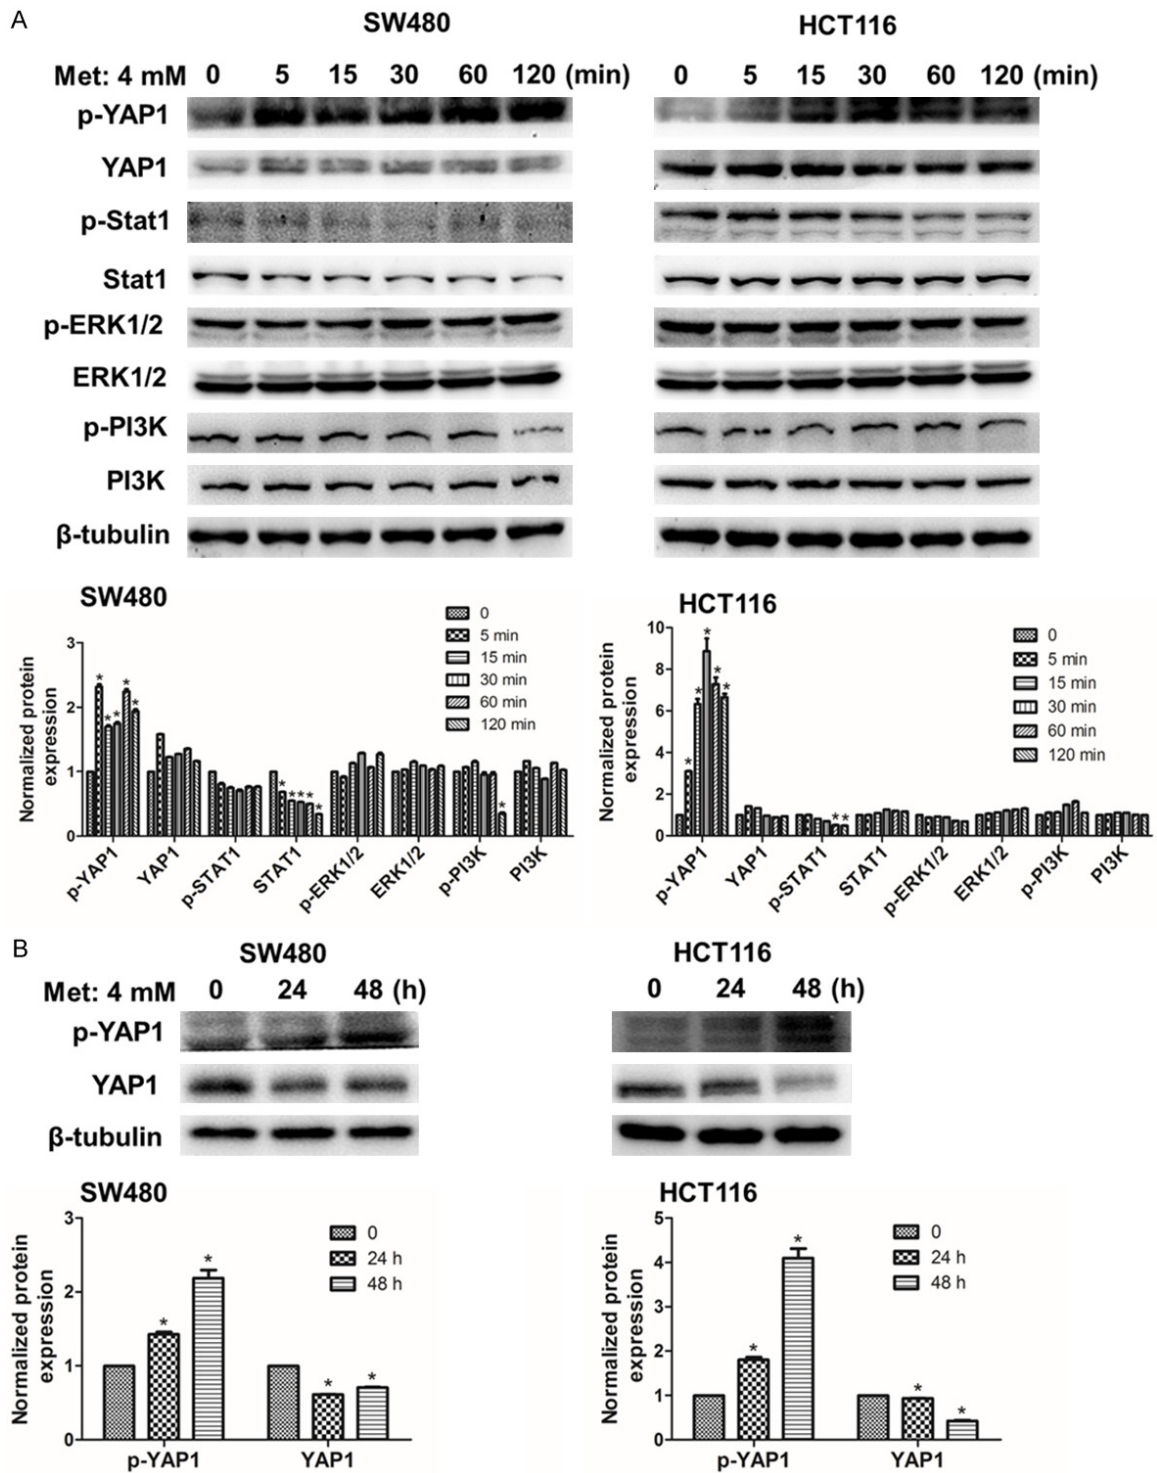 A
SW480
HCT116
Met: 4 mM 0 5 15 30 60 120 (min)
0 5 15 30 60 120 (min)
p-YAP1
YAP1
p-Stat1
Stat1
p-ERK1/2
ERK1/2
p-PI3K
PI3K
β-tubulin
SW480
Normalized protein
expression
3
2
1
0
0
5 min
15 min
30 min
60 min
120 min
* * * * *
* * * * *
*
p-YAP1 YAP1 p-STAT1 STAT1 p-ERK1/2 ERK1/2 p-PI3K PI3K
HCT116
Normalized protein
expression
10
8
6
4
2
0
0
5 min
15 min
30 min
60 min
120 min
* * * * *
* *
p-YAP1 YAP1 p-STAT1 STAT1 p-ERK1/2 ERK1/2 p-PI3K PI3K
B
SW480
HCT116
Met: 4 mM 0 24 48 (h)
0 24 48 (h)
p-YAP1
YAP1
β-tubulin
SW480
Normalized protein
expression
3
2
1
0
0
24 h
48 h
* * * *
p-YAP1 YAP1
HCT116
Normalized protein
expression
5
4
3
2
1
0
0
24 h
48 h
* * * *
p-YAP1 YAP1